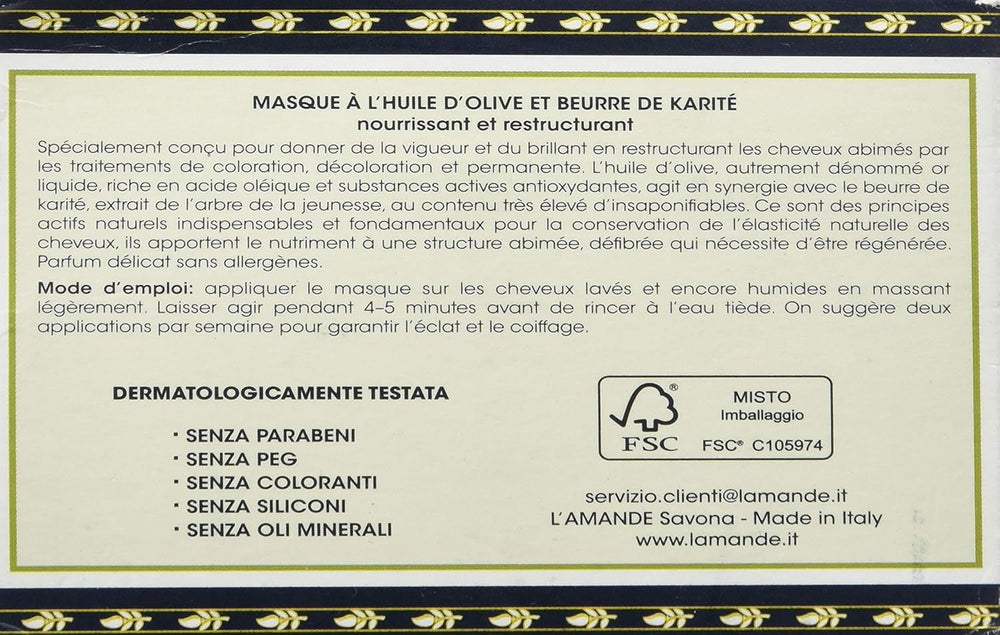 MASQUE À L'HUILE D'OLIVE ET BEURRE DE KARITÉ
nourrissant et restructurant
Spécialement conçu pour donner de la vigueur et du brillant en restructurant les cheveux abimés par
les traitements de coloration, décoloration et permanente. L'huile d'olive, autrement dénommé or
liquide, riche en acide oléique et substances actives antioxydantes, agit en synergie avec le beurre de
karité, extrait de l'arbre de la jeunesse, au contenu très élevé d'insaponifiables. Ce sont des principes
actifs naturels indispensables et fondamentaux pour la conservation de l'élasticité naturelle des
cheveux, ils apportent le nutriment à une structure abimée, défibrée qui nécessite d'être régénérée.
Parfum délicat sans allergènes.
Mode d'emploi: appliquer le masque sur les cheveux lavés et encore humides en massant
légèrement. Laisser agir pendant 4-5 minutes avant de rincer à l'eau tiède. On suggère deux
applications par semaine pour garantir l'éclat et le coiffage.
DERMATOLOGICAMENTE TESTATA
· SENZA PARABENI
· SENZA PEG
· SENZA COLORANTI
· SENZA SILICONI
· SENZA OLI MINERALI
®
FSC
MISTO
Imballaggio
FSC® C105974
servizio.clienti@lamande.it
L'AMANDE Savona - Made in Italy
www.lamande.it